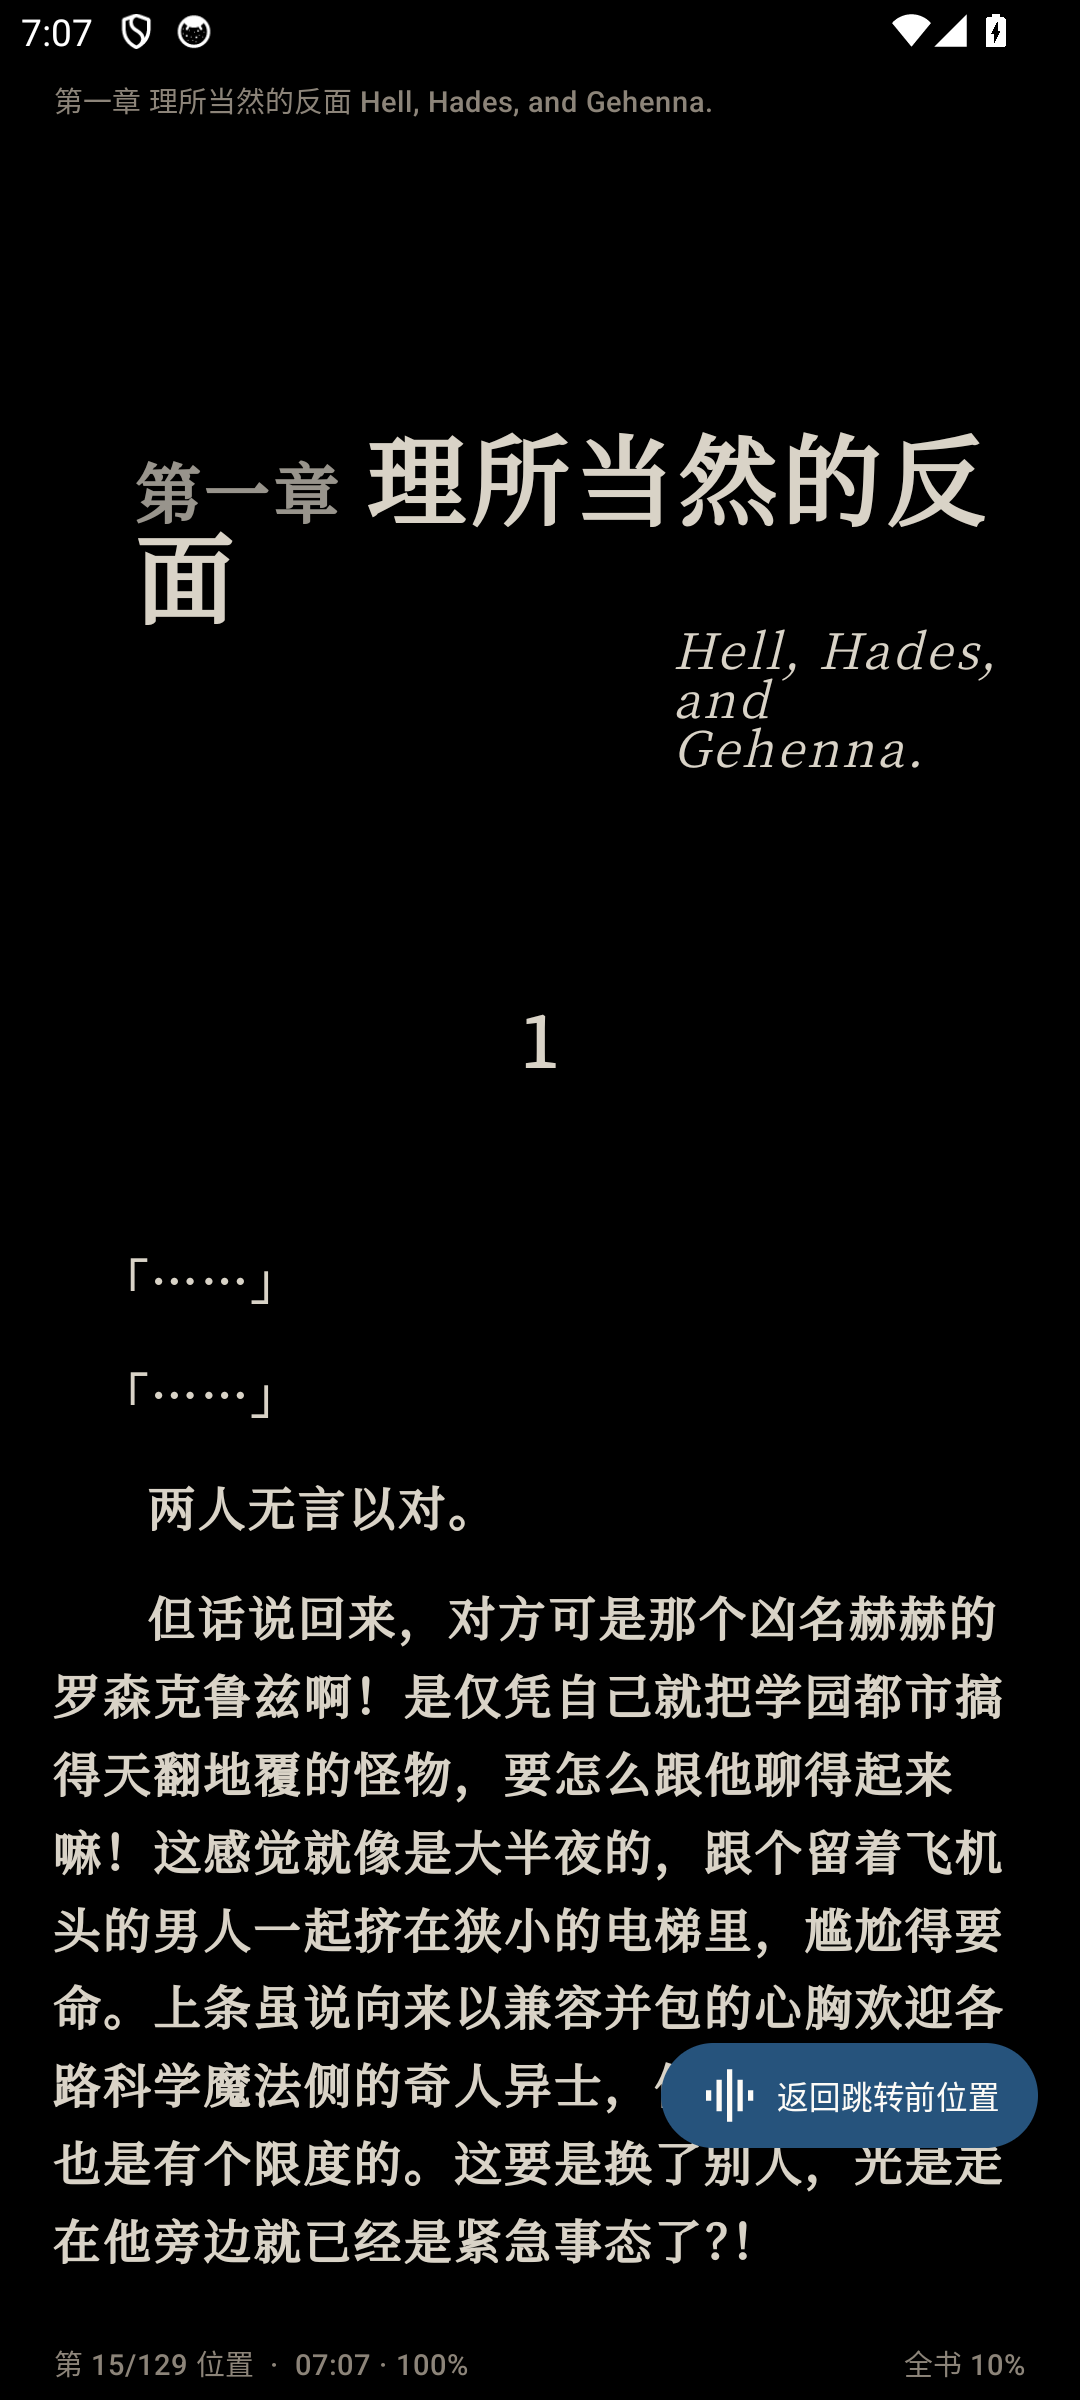 7:07
第一章 理所当然的反面 Hell, Hades, and Gehenna.
第一章 理所当然的反
面
Hell, Hades,
and
Gehenna.
1
「……」
「……」
两人无言以对。
但话说回来，对方可是那个凶名赫赫的
罗森克鲁兹啊！是仅凭自己就把学园都市搞
得天翻地覆的怪物，要怎么跟他聊得起来
嘛！这感觉就像是大半夜的，跟个留着飞机
头的男人一起挤在狭小的电梯里，尴尬得要
命。上条虽说向来以兼容并包的心胸欢迎各
路科学魔法侧的奇人异士，
返回跳转前位置
也是有个限度的。这要是换了别人，光是走
在他旁边就已经是紧急事态了?!
第 15/129 位置 · 07:07 · 100%
全书 10%